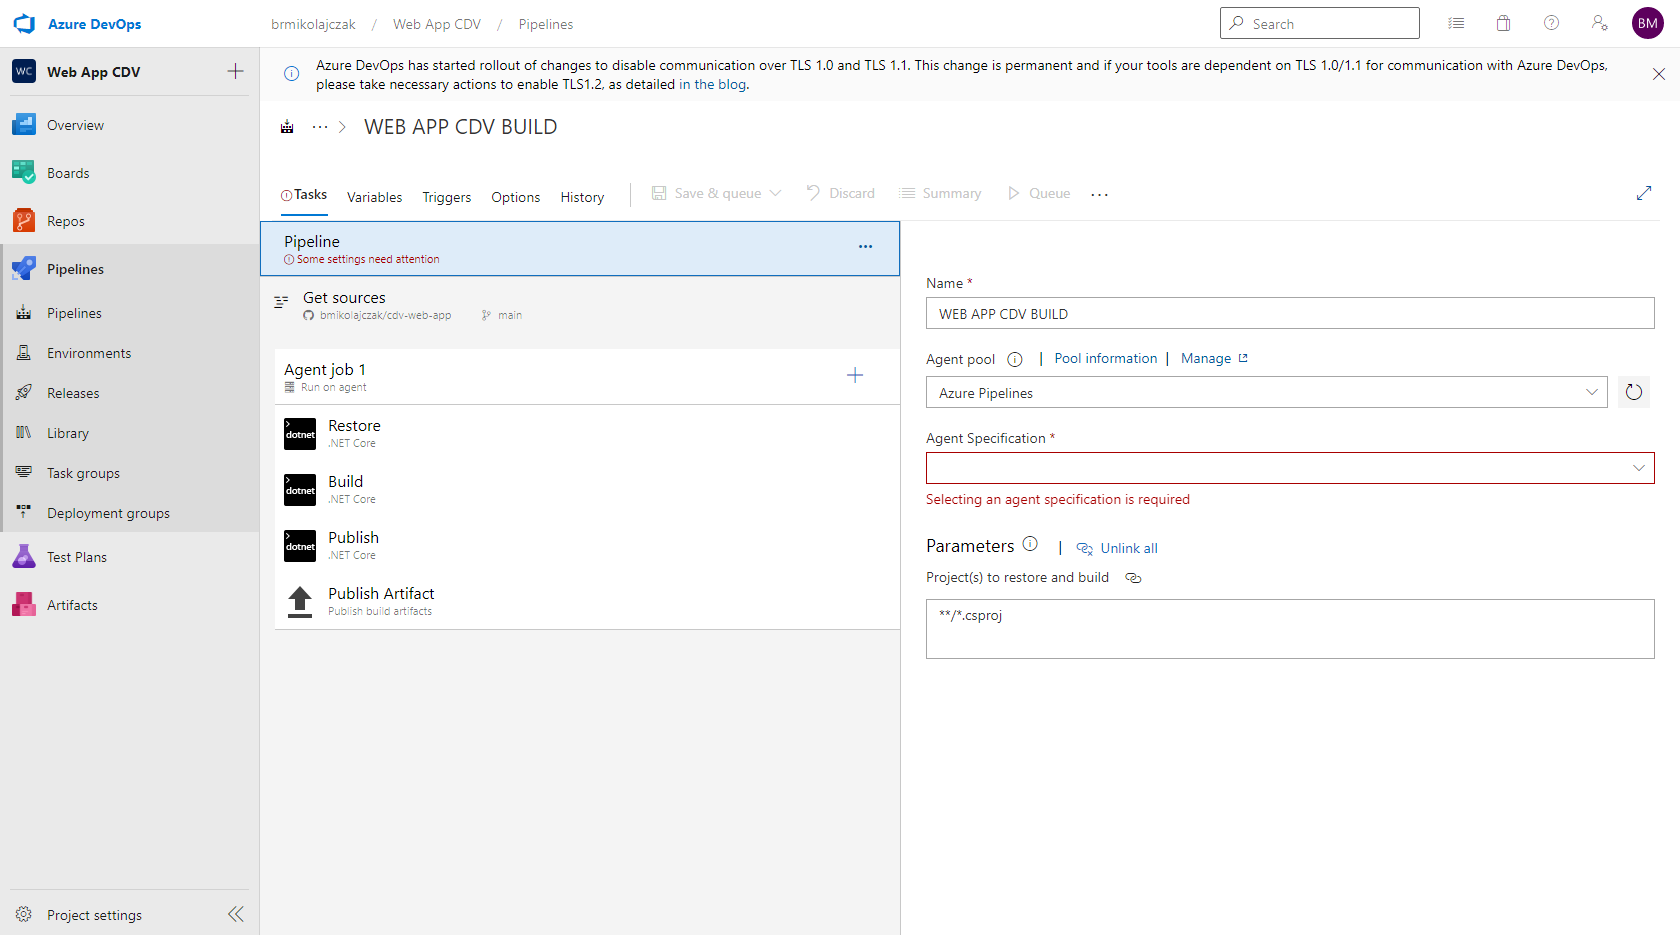 Azure DevOps
brmikolajczak / Web App CDV / Pipelines
Search
BM
WC Web App CDV
Overview
Boards
Repos
Pipelines
Pipelines
Environments
Releases
Library
Task groups
Deployment groups
Test Plans
Artifacts
Project settings
Azure DevOps has started rollout of changes to disable communication over TLS 1.0 and TLS 1.1. This change is permanent and if your tools are dependent on TLS 1.0/1.1 for communication with Azure DevOps,
please take necessary actions to enable TLS1.2, as detailed in the blog.
WEB APP CDV BUILD
Tasks Variables Triggers Options History Save & queue Discard Summary Queue
Pipeline
Some settings need attention
Get sources
bmikolajczak/cdv-web-app main
Agent job 1
Run on agent
dotnet
Restore
.NET Core
dotnet
Build
.NET Core
dotnet
Publish
.NET Core
Publish Artifact
Publish build artifacts
Name *
WEB APP CDV BUILD
Agent pool | Pool information | Manage
Azure Pipelines
Agent Specification *
Selecting an agent specification is required
Parameters | Unlink all
Project(s) to restore and build
**/*.csproj